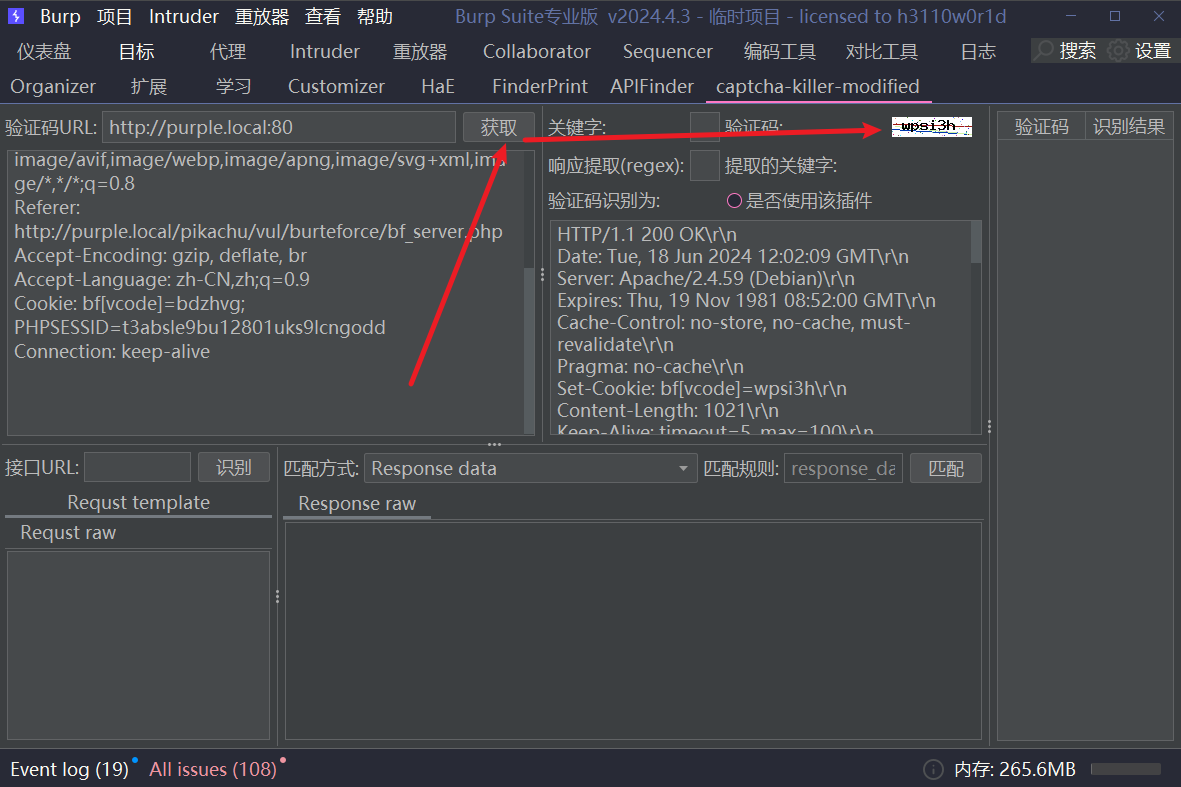 Burp 项目 Intruder 重放器 查看 帮助 Burp Suite专业版 v2024.4.3 - 临时项目 - licensed to h3110w0r1d
仪表盘 目标 代理 Intruder 重放器 Collaborator Sequencer 编码工具 对比工具 日志 搜索 设置
Organizer 扩展 学习 Customizer HaE FinderPrint APIFinder captcha-killer-modified
验证码URL: http://purple.local:80 获取
image/avif,image/webp,image/apng,image/svg+xml,ima
ge/*,*/*;q=0.8
Referer:
http://purple.local/pikachu/vul/burteforce/bf_server.php
Accept-Encoding: gzip, deflate, br
Accept-Language: zh-CN,zh;q=0.9
Cookie: bf[vcode]=bdzhvg;
PHPSESSID=t3absle9bu12801uks9lcngodd
Connection: keep-alive
关键字: 验证码: wpsi3h
响应提取(regex): 提取的关键字:
验证码识别为: 是否使用该插件
HTTP/1.1 200 OK\r\n
Date: Tue, 18 Jun 2024 12:02:09 GMT\r\n
Server: Apache/2.4.59 (Debian)\r\n
Expires: Thu, 19 Nov 1981 08:52:00 GMT\r\n
Cache-Control: no-store, no-cache, must-
revalidate\r\n
Pragma: no-cache\r\n
Set-Cookie: bf[vcode]=wpsi3h\r\n
Content-Length: 1021\r\n
Keep-Alive: timeout=5, max=100\r\n
验证码 识别结果
接口URL: 识别
Requst template
Requst raw
匹配方式: Response data 匹配规则: response_da 匹配
Response raw
Event log (19) All issues (108) 内存: 265.6MB